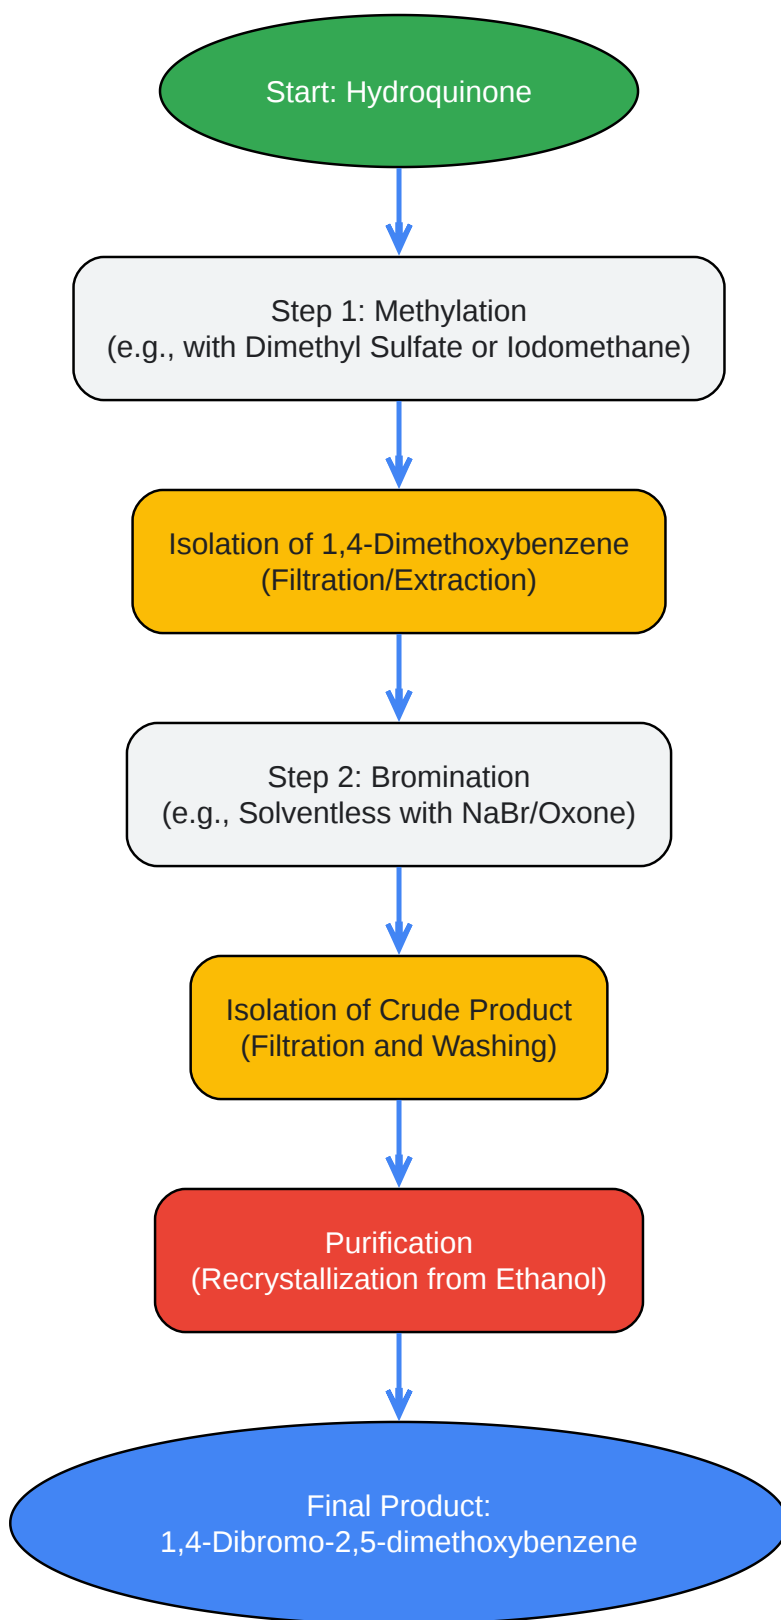 Start: Hydroquinone
Step 1: Methylation
(e.g., with Dimethyl Sulfate or Iodomethane)
Isolation of 1,4-Dimethoxybenzene
(Filtration/Extraction)
Step 2: Bromination
(e.g., Solventless with NaBr/Oxone)
Isolation of Crude Product
(Filtration and Washing)
Purification
(Recrystallization from Ethanol)
Final Product:
1,4-Dibromo-2,5-dimethoxybenzene